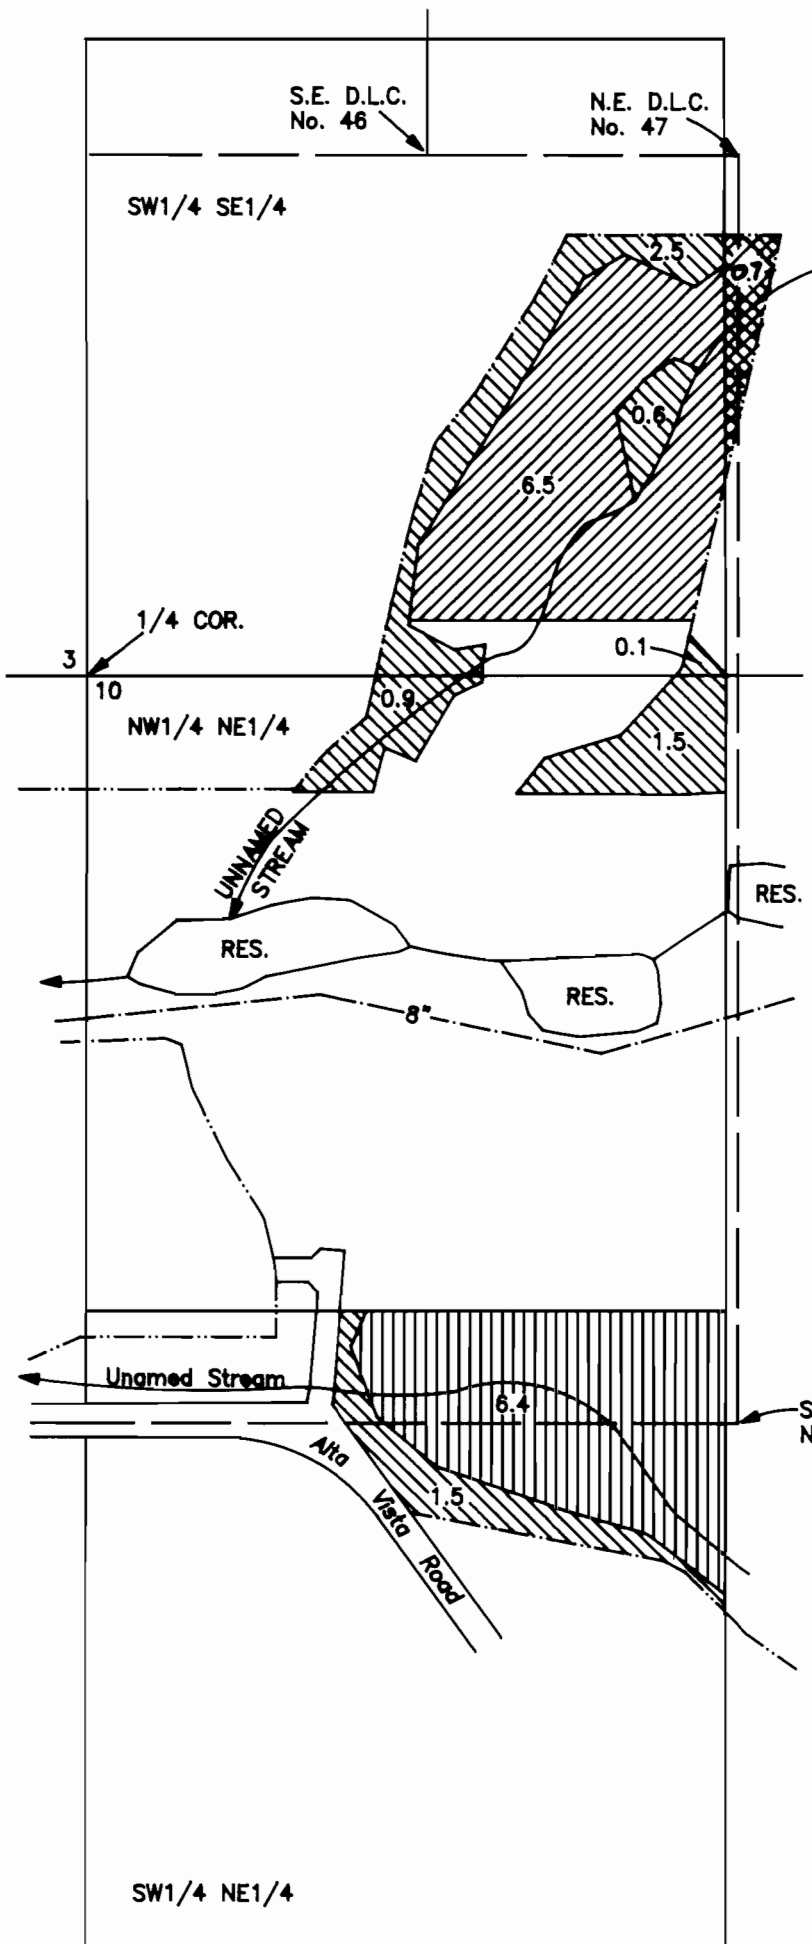 S.E. D.L.C.
No. 46
N.E. D.L.C.
No. 47
SW1/4 SE1/4
2.5
0.7
0.6
6.5
1/4 COR.
3
0.1
10
0.9
NW1/4 NE1/4
1.5
UNNAMED
STREAM
RES.
RES.
RES.
8"
Unamed Stream
6.4
S
N
Alta
Vista
Road
1.5
SW1/4 NE1/4